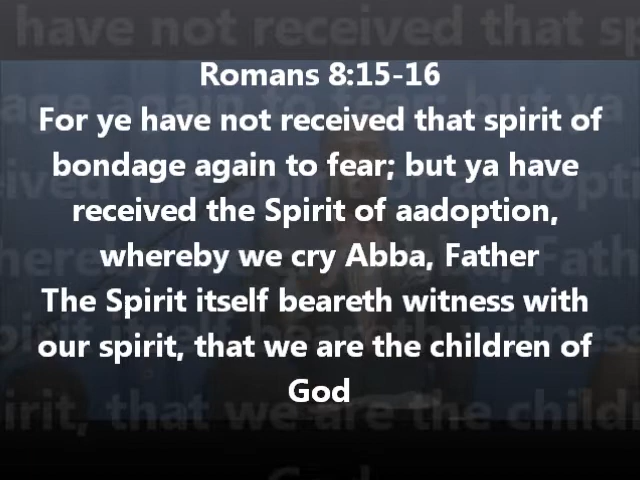 Romans 8:15-16
For ye have not received that spirit of
bondage again to fear; but ya have
received the Spirit of aadoption,
whereby we cry Abba, Father
The Spirit itself beareth witness with
our spirit, that we are the children of
God